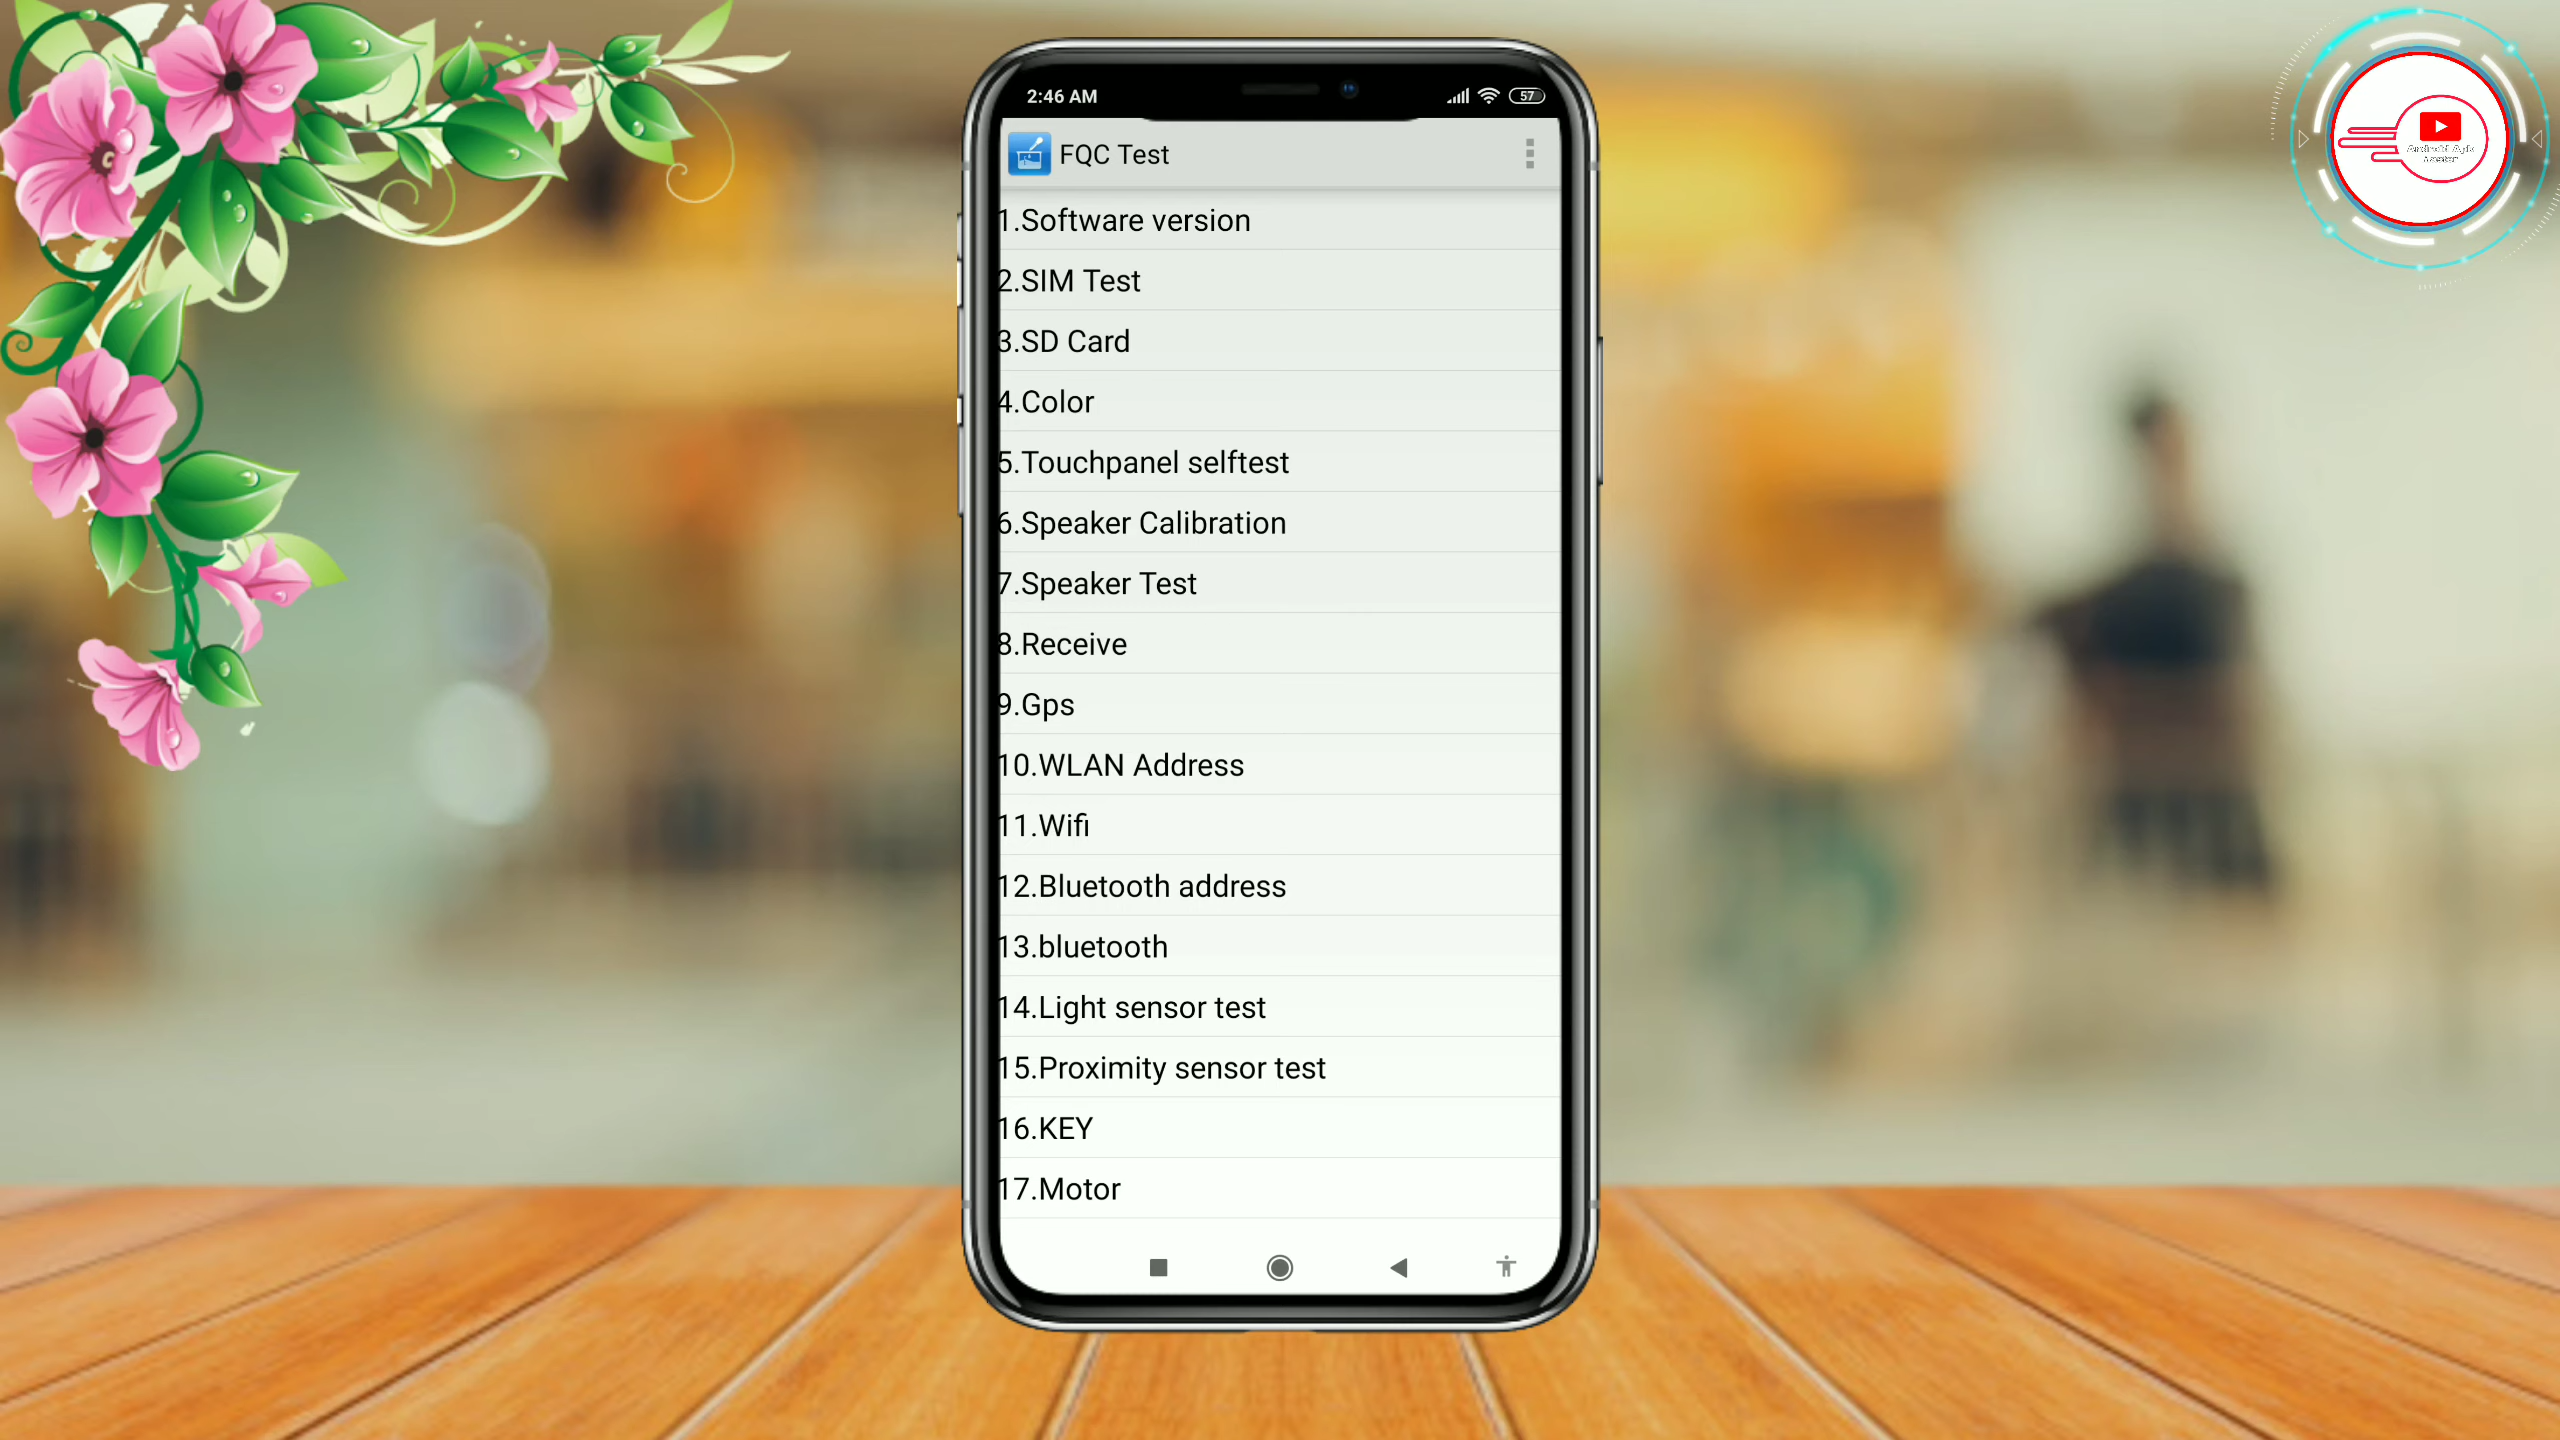 2:46 AM
57
FQC Test
1.Software version
2.SIM Test
3.SD Card
4.Color
5.Touchpanel selftest
6.Speaker Calibration
7.Speaker Test
8.Receive
9.Gps
10.WLAN Address
11.Wifi
12.Bluetooth address
13.bluetooth
14.Light sensor test
15.Proximity sensor test
16.KEY
17.Motor